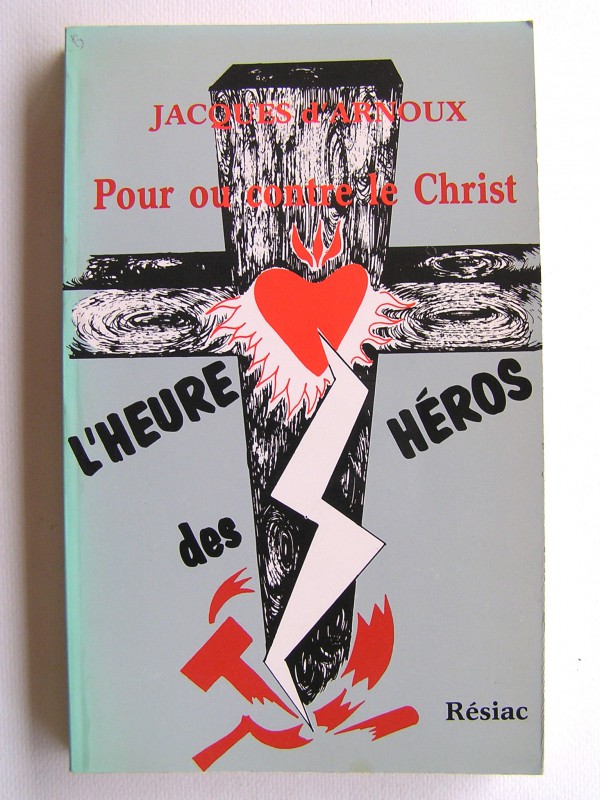 JACQUES d'ARNOUX
Pour ou contre le Christ
L'HEURE
des
HÉROS
Résiac